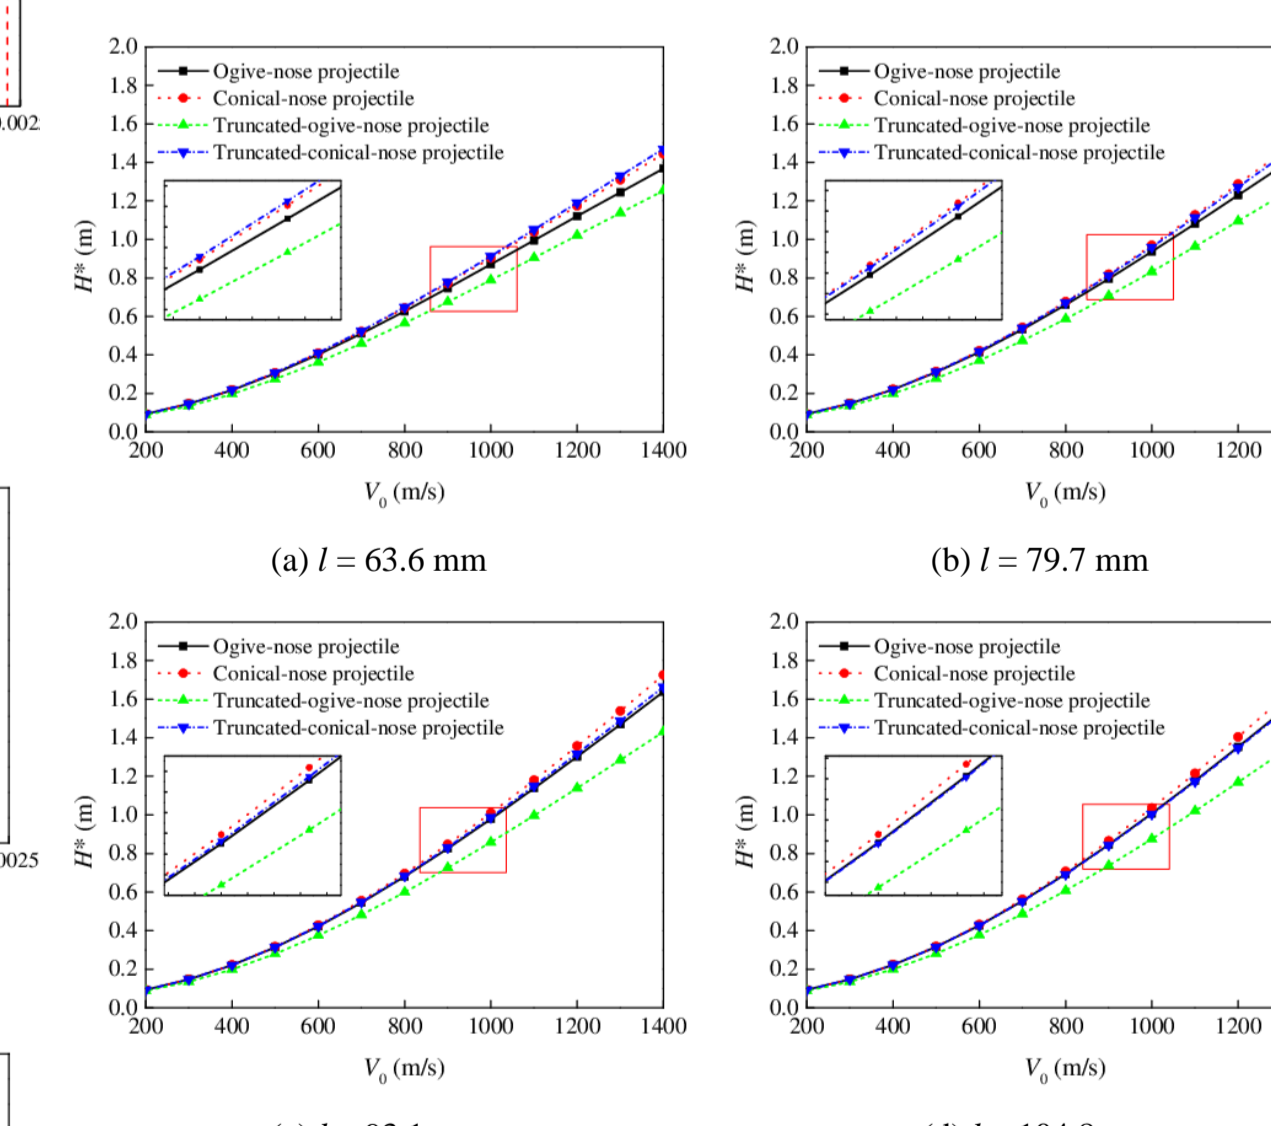 0.002
2.0
1.8
1.6
1.4
1.2
1.0
0.8
0.6
0.4
0.2
0.0
H* (m)
Ogive-nose projectile
Conical-nose projectile
Truncated-ogive-nose projectile
Truncated-conical-nose projectile
200 400 600 800 1000 1200 1400
V0 (m/s)
(a) l = 63.6 mm
2.0
1.8
1.6
1.4
1.2
1.0
0.8
0.6
0.4
0.2
0.0
H* (m)
Ogive-nose projectile
Conical-nose projectile
Truncated-ogive-nose projectile
Truncated-conical-nose projectile
200 400 600 800 1000 1200
V0 (m/s)
(b) l = 79.7 mm
0025
2.0
1.8
1.6
1.4
1.2
1.0
0.8
0.6
0.4
0.2
0.0
H* (m)
Ogive-nose projectile
Conical-nose projectile
Truncated-ogive-nose projectile
Truncated-conical-nose projectile
200 400 600 800 1000 1200 1400
V0 (m/s)
2.0
1.8
1.6
1.4
1.2
1.0
0.8
0.6
0.4
0.2
0.0
H* (m)
Ogive-nose projectile
Conical-nose projectile
Truncated-ogive-nose projectile
Truncated-conical-nose projectile
200 400 600 800 1000 1200
V0 (m/s)